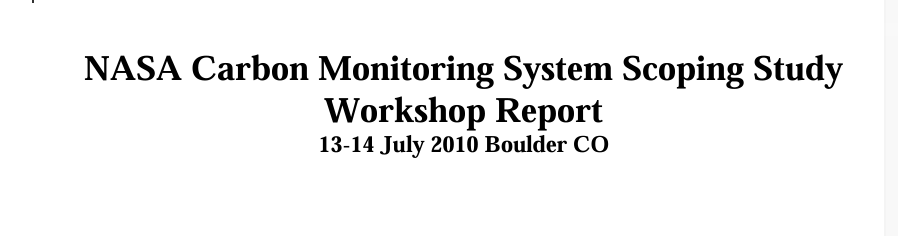 NASA Carbon Monitoring System Scoping Study
Workshop Report
13-14 July 2010 Boulder CO